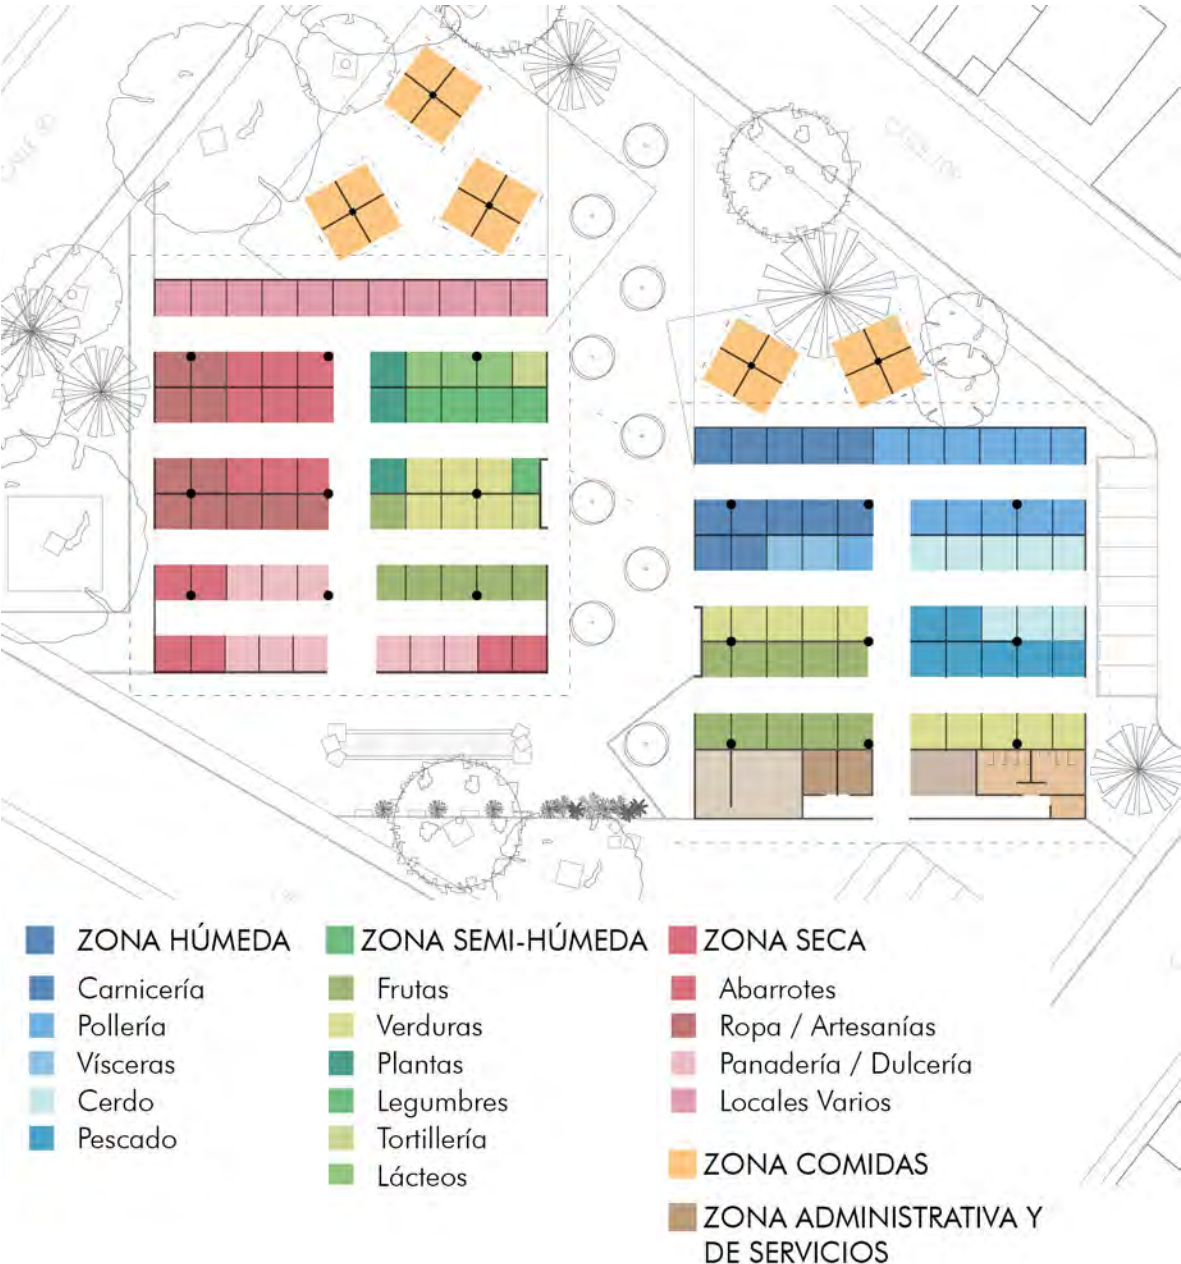 ZONA HÚMEDA
Carnicería
Pollería
Vísceras
Cerdo
Pescado
ZONA SEMI-HÚMEDA
Frutas
Verduras
Plantas
Legumbres
Tortillería
Lácteos
ZONA SECA
Abarrotes
Ropa / Artesanías
Panadería / Dulcería
Locales Varios
ZONA COMIDAS
ZONA ADMINISTRATIVA Y
DE SERVICIOS